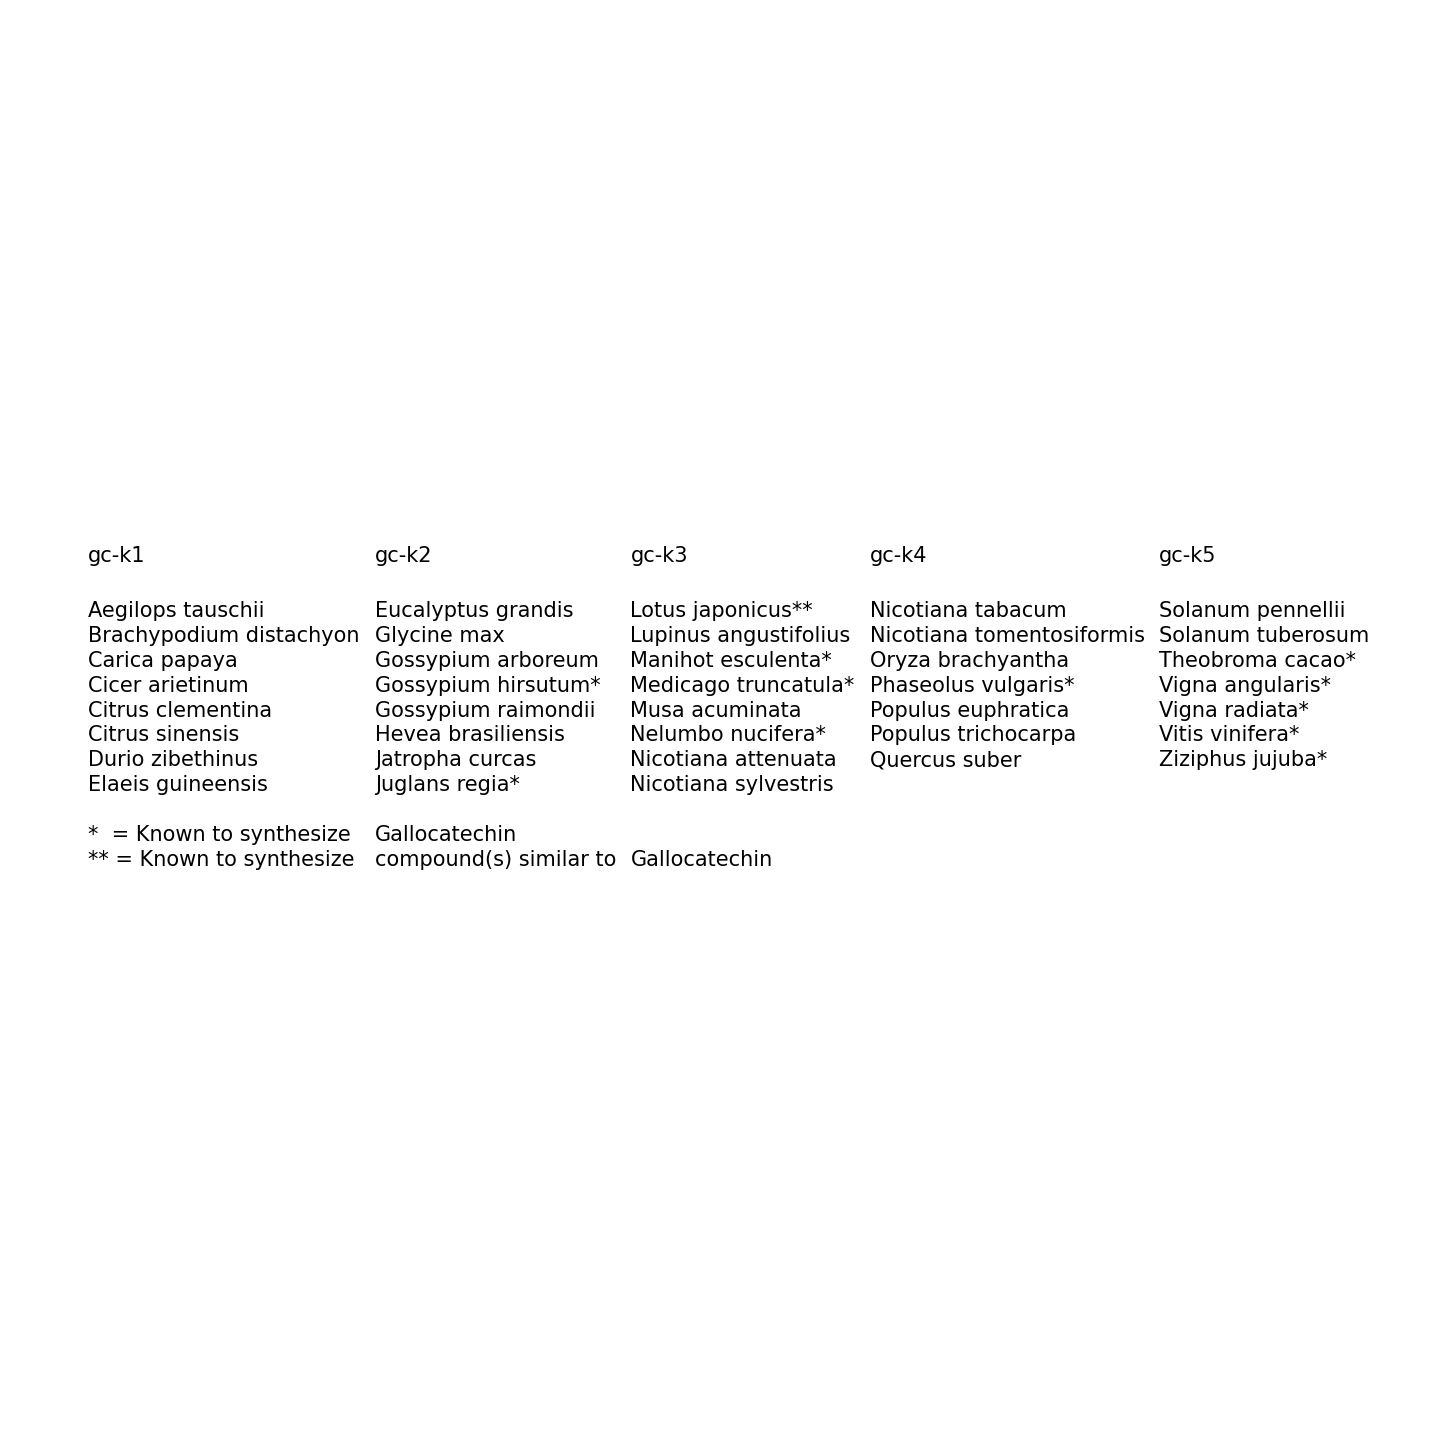 gc-k1 gc-k2 gc-k3 gc-k4 gc-k5
Aegilops tauschii Eucalyptus grandis Lotus japonicus** Nicotiana tabacum Solanum pennellii
Brachypodium distachyon Glycine max Lupinus angustifolius Nicotiana tomentosiformis Solanum tuberosum
Carica papaya Gossypium arboreum Manihot esculenta* Oryza brachyantha Theobroma cacao*
Cicer arietinum Gossypium hirsutum* Medicago truncatula* Phaseolus vulgaris* Vigna angularis*
Citrus clementina Gossypium raimondii Musa acuminata Populus euphratica Vigna radiata*
Citrus sinensis Hevea brasiliensis Nelumbo nucifera* Populus trichocarpa Vitis vinifera*
Durio zibethinus Jatropha curcas Nicotiana attenuata Quercus suber Ziziphus jujuba*
Elaeis guineensis Juglans regia* Nicotiana sylvestris
* = Known to synthesize Gallocatechin
** = Known to synthesize compound(s) similar to Gallocatechin